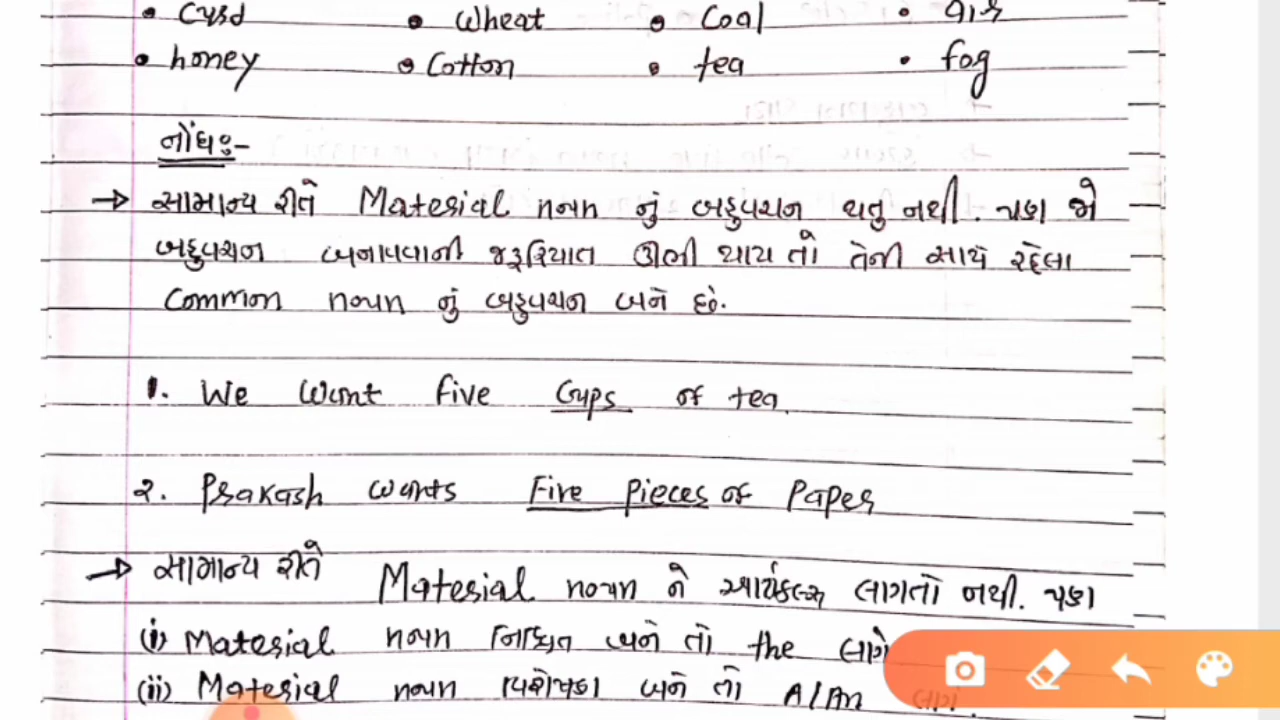 • Curd • Wheat • Coal
• honey • Cotton • tea • fog
નોંધઃ-
→ સામાન્ય રીતે Material noun નું બહુવચન થતુ નથી. પણ જો
બહુવચન બનાવવાની જરૂરિયાત ઊભી થાય તો તેની સાથે રહેલા
Common noun નું બહુવચન બને છે.
1. We want five Cups of tea.
2. Prakash wants Five Pieces of Paper
→ સામાન્ય રીતે Material noun ને આર્ટિકલ્સ લાગતો નથી. પણ
(i) Material noun નિશ્ચિત બને તો the લાગે
(ii) Material noun વિશેષણ બને તો A/An લાગે.